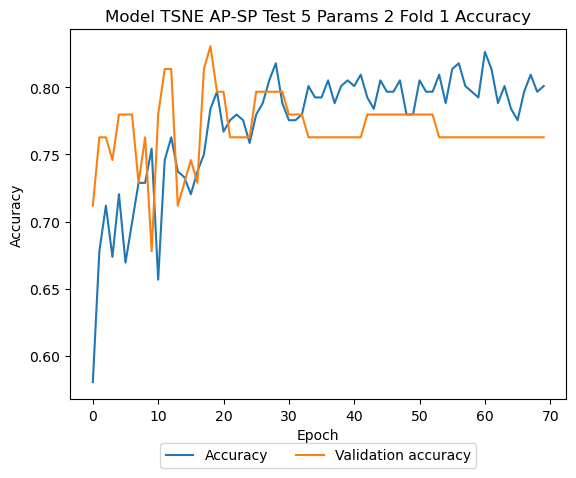 Model TSNE AP-SP Test 5 Params 2 Fold 1 Accuracy
Accuracy
0.80
0.75
0.70
0.65
0.60
0 10 20 30 40 50 60 70
Epoch
Accuracy Validation accuracy